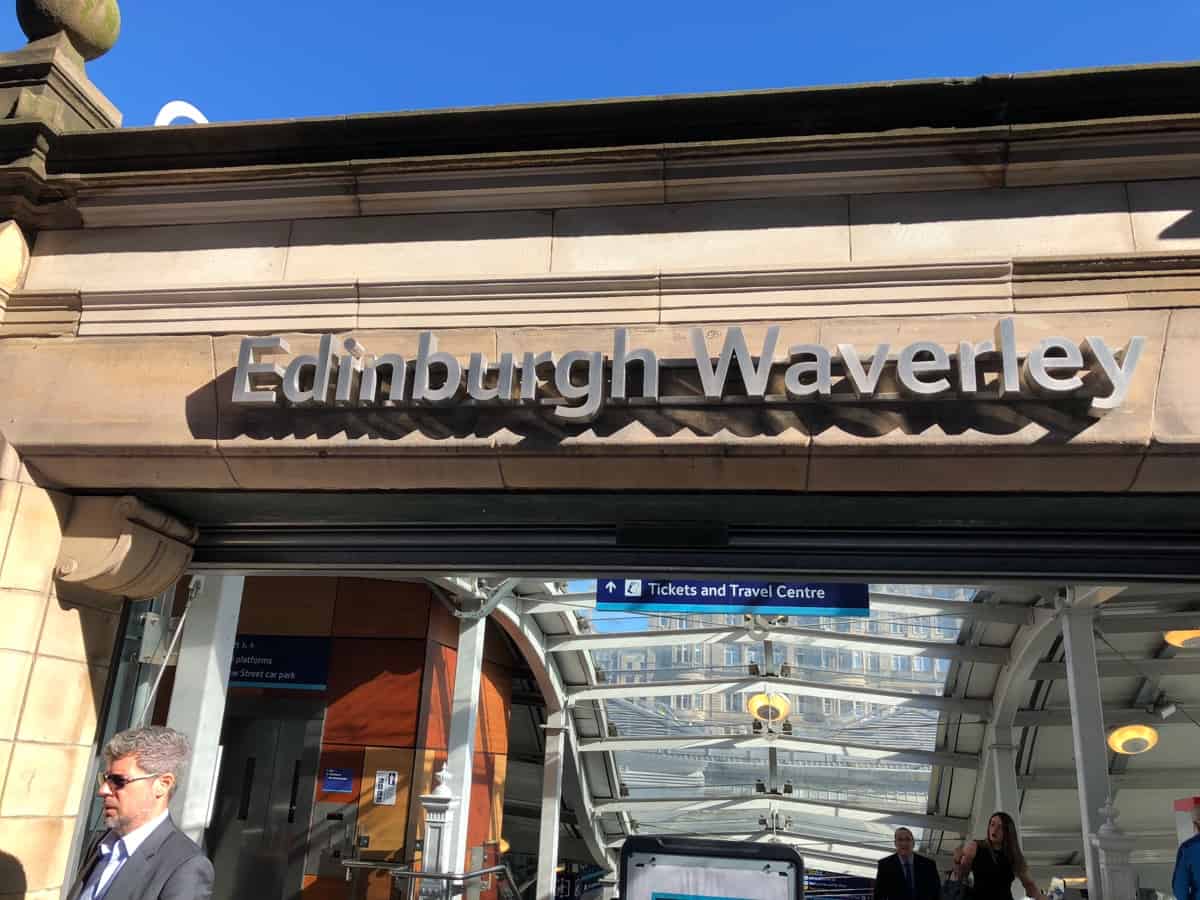 Edinburgh Waverley
Tickets and Travel Centre
platforms
Street car park